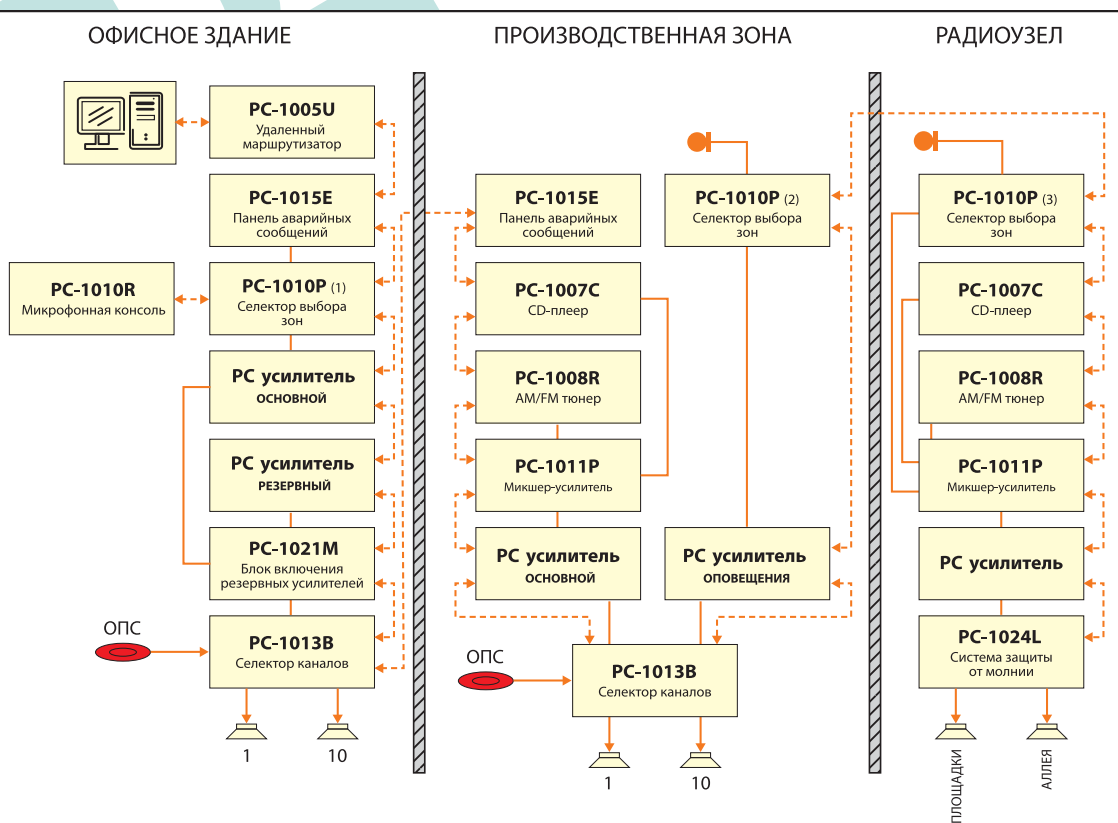 ОФИСНОЕ ЗДАНИЕ
PC-1005U
Удаленный
маршрутизатор
PC-1015E
Панель аварийных
сообщений
PC-1010R
Микрофонная консоль
PC-1010P (1)
Селектор выбора
зон
РС усилитель
ОСНОВНОЙ
РС усилитель
РЕЗЕРВНЫЙ
PC-1021M
Блок включения
резервных усилителей
ОПС
PC-1013B
Селектор каналов
1
10
ПРОИЗВОДСТВЕННАЯ ЗОНА
PC-1015E
Панель аварийных
сообщений
PC-1010P (2)
Селектор выбора
зон
PC-1007C
CD-плеер
PC-1008R
AM/FM тюнер
PC-1011P
Микшер-усилитель
РС усилитель
ОСНОВНОЙ
РС усилитель
ОПОВЕЩЕНИЯ
ОПС
PC-1013B
Селектор каналов
1
10
РАДИОУЗЕЛ
PC-1010P (3)
Селектор выбора
зон
PC-1007C
CD-плеер
PC-1008R
AM/FM тюнер
PC-1011P
Микшер-усилитель
РС усилитель
PC-1024L
Система защиты
от молнии
ПЛОЩАДКИ
АЛЛЕЯ